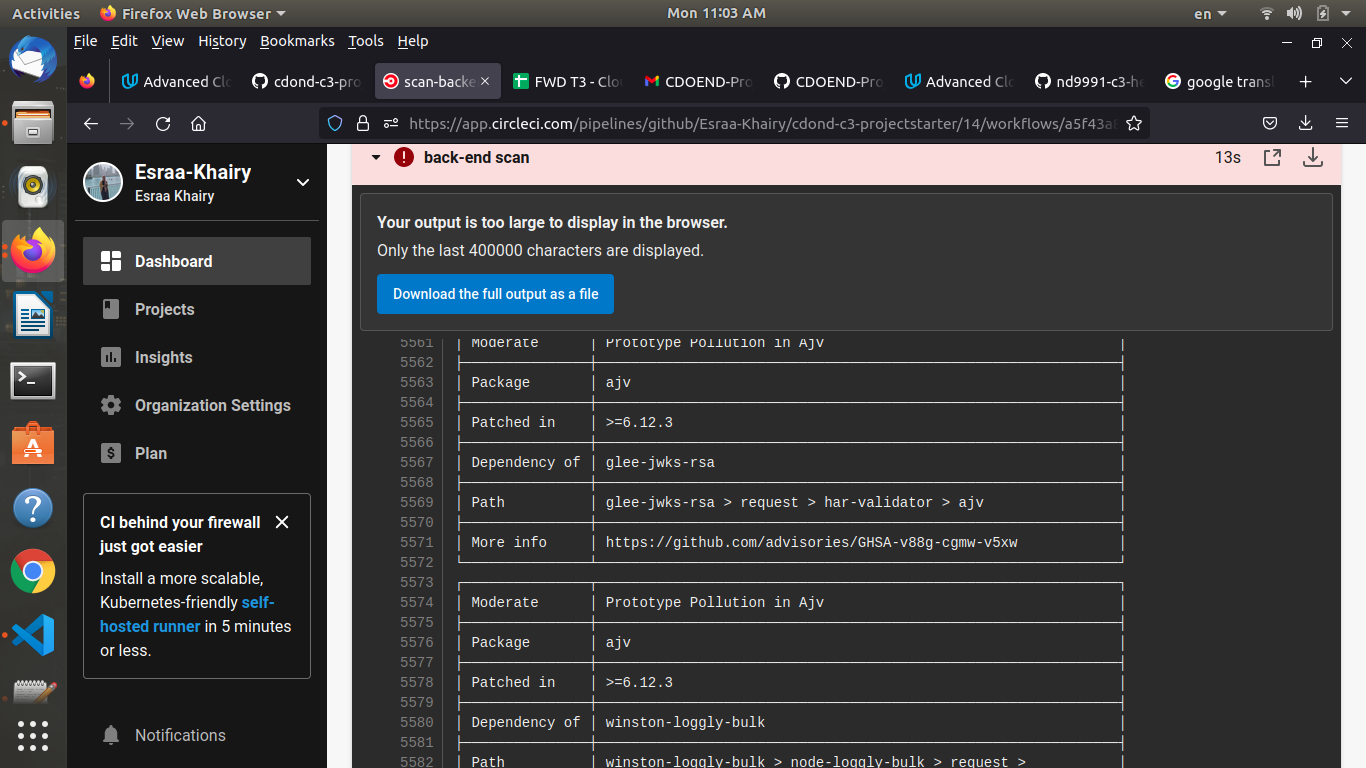 Activities Firefox Web Browser Mon 11:03 AM en
File Edit View History Bookmarks Tools Help
Advanced Clo cdond-c3-pro scan-backe FWD T3 - Clou CDOEND-Pro CDOEND-Pro Advanced Clo nd9991-c3-he google transl
https://app.circleci.com/pipelines/github/Esraa-Khairy/cdond-c3-projectstarter/14/workflows/a5f43a8
Esraa-Khairy
Esraa Khairy
Dashboard
Projects
Insights
Organization Settings
Plan
CI behind your firewall
just got easier
Install a more scalable,
Kubernetes-friendly self-
hosted runner in 5 minutes
or less.
Notifications
back-end scan 13s
Your output is too large to display in the browser.
Only the last 400000 characters are displayed.
Download the full output as a file
5561 Moderate Prototype Pollution in Ajv
5562
5563 Package ajv
5564
5565 Patched in >=6.12.3
5566
5567 Dependency of glee-jwks-rsa
5568
5569 Path glee-jwks-rsa > request > har-validator > ajv
5570
5571 More info https://github.com/advisories/GHSA-v88g-cgmw-v5xw
5572
5573
5574 Moderate Prototype Pollution in Ajv
5575
5576 Package ajv
5577
5578 Patched in >=6.12.3
5579
5580 Dependency of winston-loggly-bulk
5581
5582 Path winston-loggly-bulk > node-loggly-bulk > request >